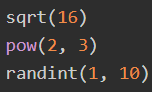 sqrt(16)
pow(2, 3)
randint(1, 10)